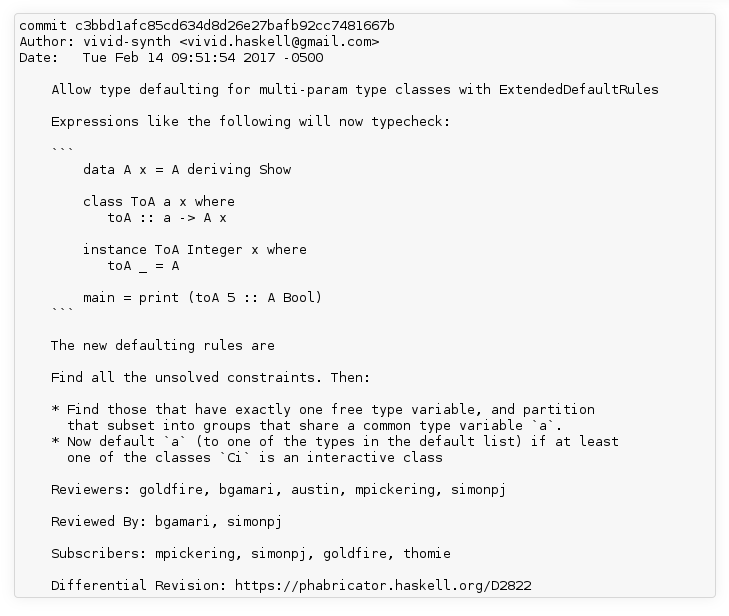 commit c3bbd1afc85cd634d8d26e27bafb92cc7481667b
Author: vivid-synth <vivid.haskell@gmail.com>
Date:   Tue Feb 14 09:51:54 2017 -0500

    Allow type defaulting for multi-param type classes with ExtendedDefaultRules

    Expressions like the following will now typecheck:

    ```
        data A x = A deriving Show

        class ToA a x where
           toA :: a -> A x

        instance ToA Integer x where
           toA _ = A

        main = print (toA 5 :: A Bool)
    ```

    The new defaulting rules are

    Find all the unsolved constraints. Then:

    * Find those that have exactly one free type variable, and partition
      that subset into groups that share a common type variable `a`.
    * Now default `a` (to one of the types in the default list) if at least
      one of the classes `Ci` is an interactive class

    Reviewers: goldfire, bgamari, austin, mpickering, simonpj

    Reviewed By: bgamari, simonpj

    Subscribers: mpickering, simonpj, goldfire, thomie

    Differential Revision: https://phabricator.haskell.org/D2822